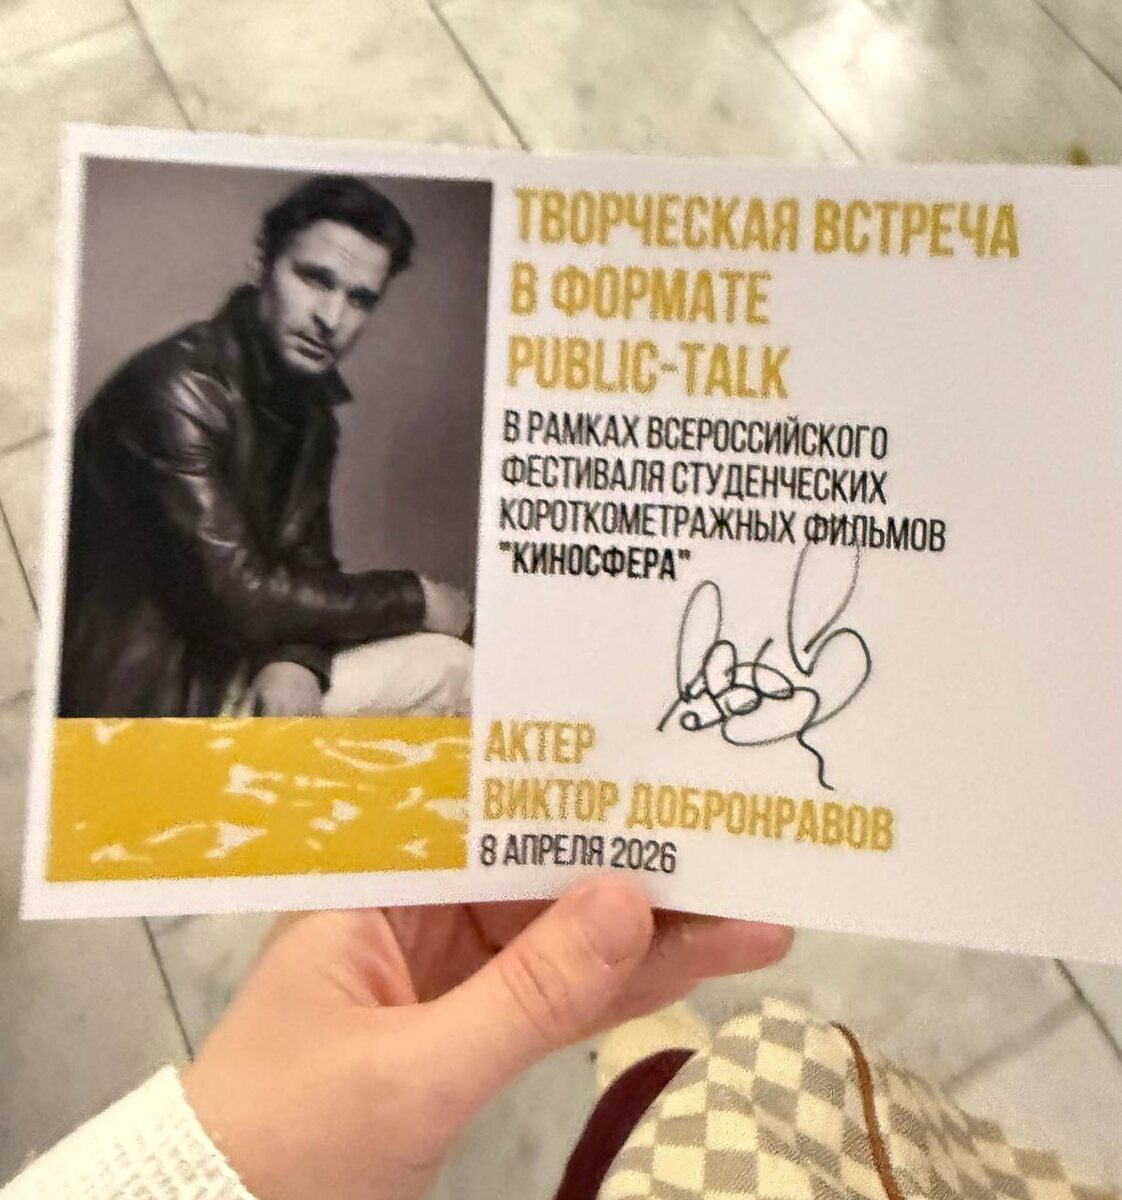 ТВОРЧЕСКАЯ ВСТРЕЧА
В ФОРМАТЕ
PUBLIC-TALK
В РАМКАХ ВСЕРОССИЙСКОГО
ФЕСТИВАЛЯ СТУДЕНЧЕСКИХ
КОРОТКОМЕТРАЖНЫХ ФИЛЬМОВ
"КИНОСФЕРА"
АКТЕР
ВИКТОР ДОБРОНРАВОВ
8 АПРЕЛЯ 2026